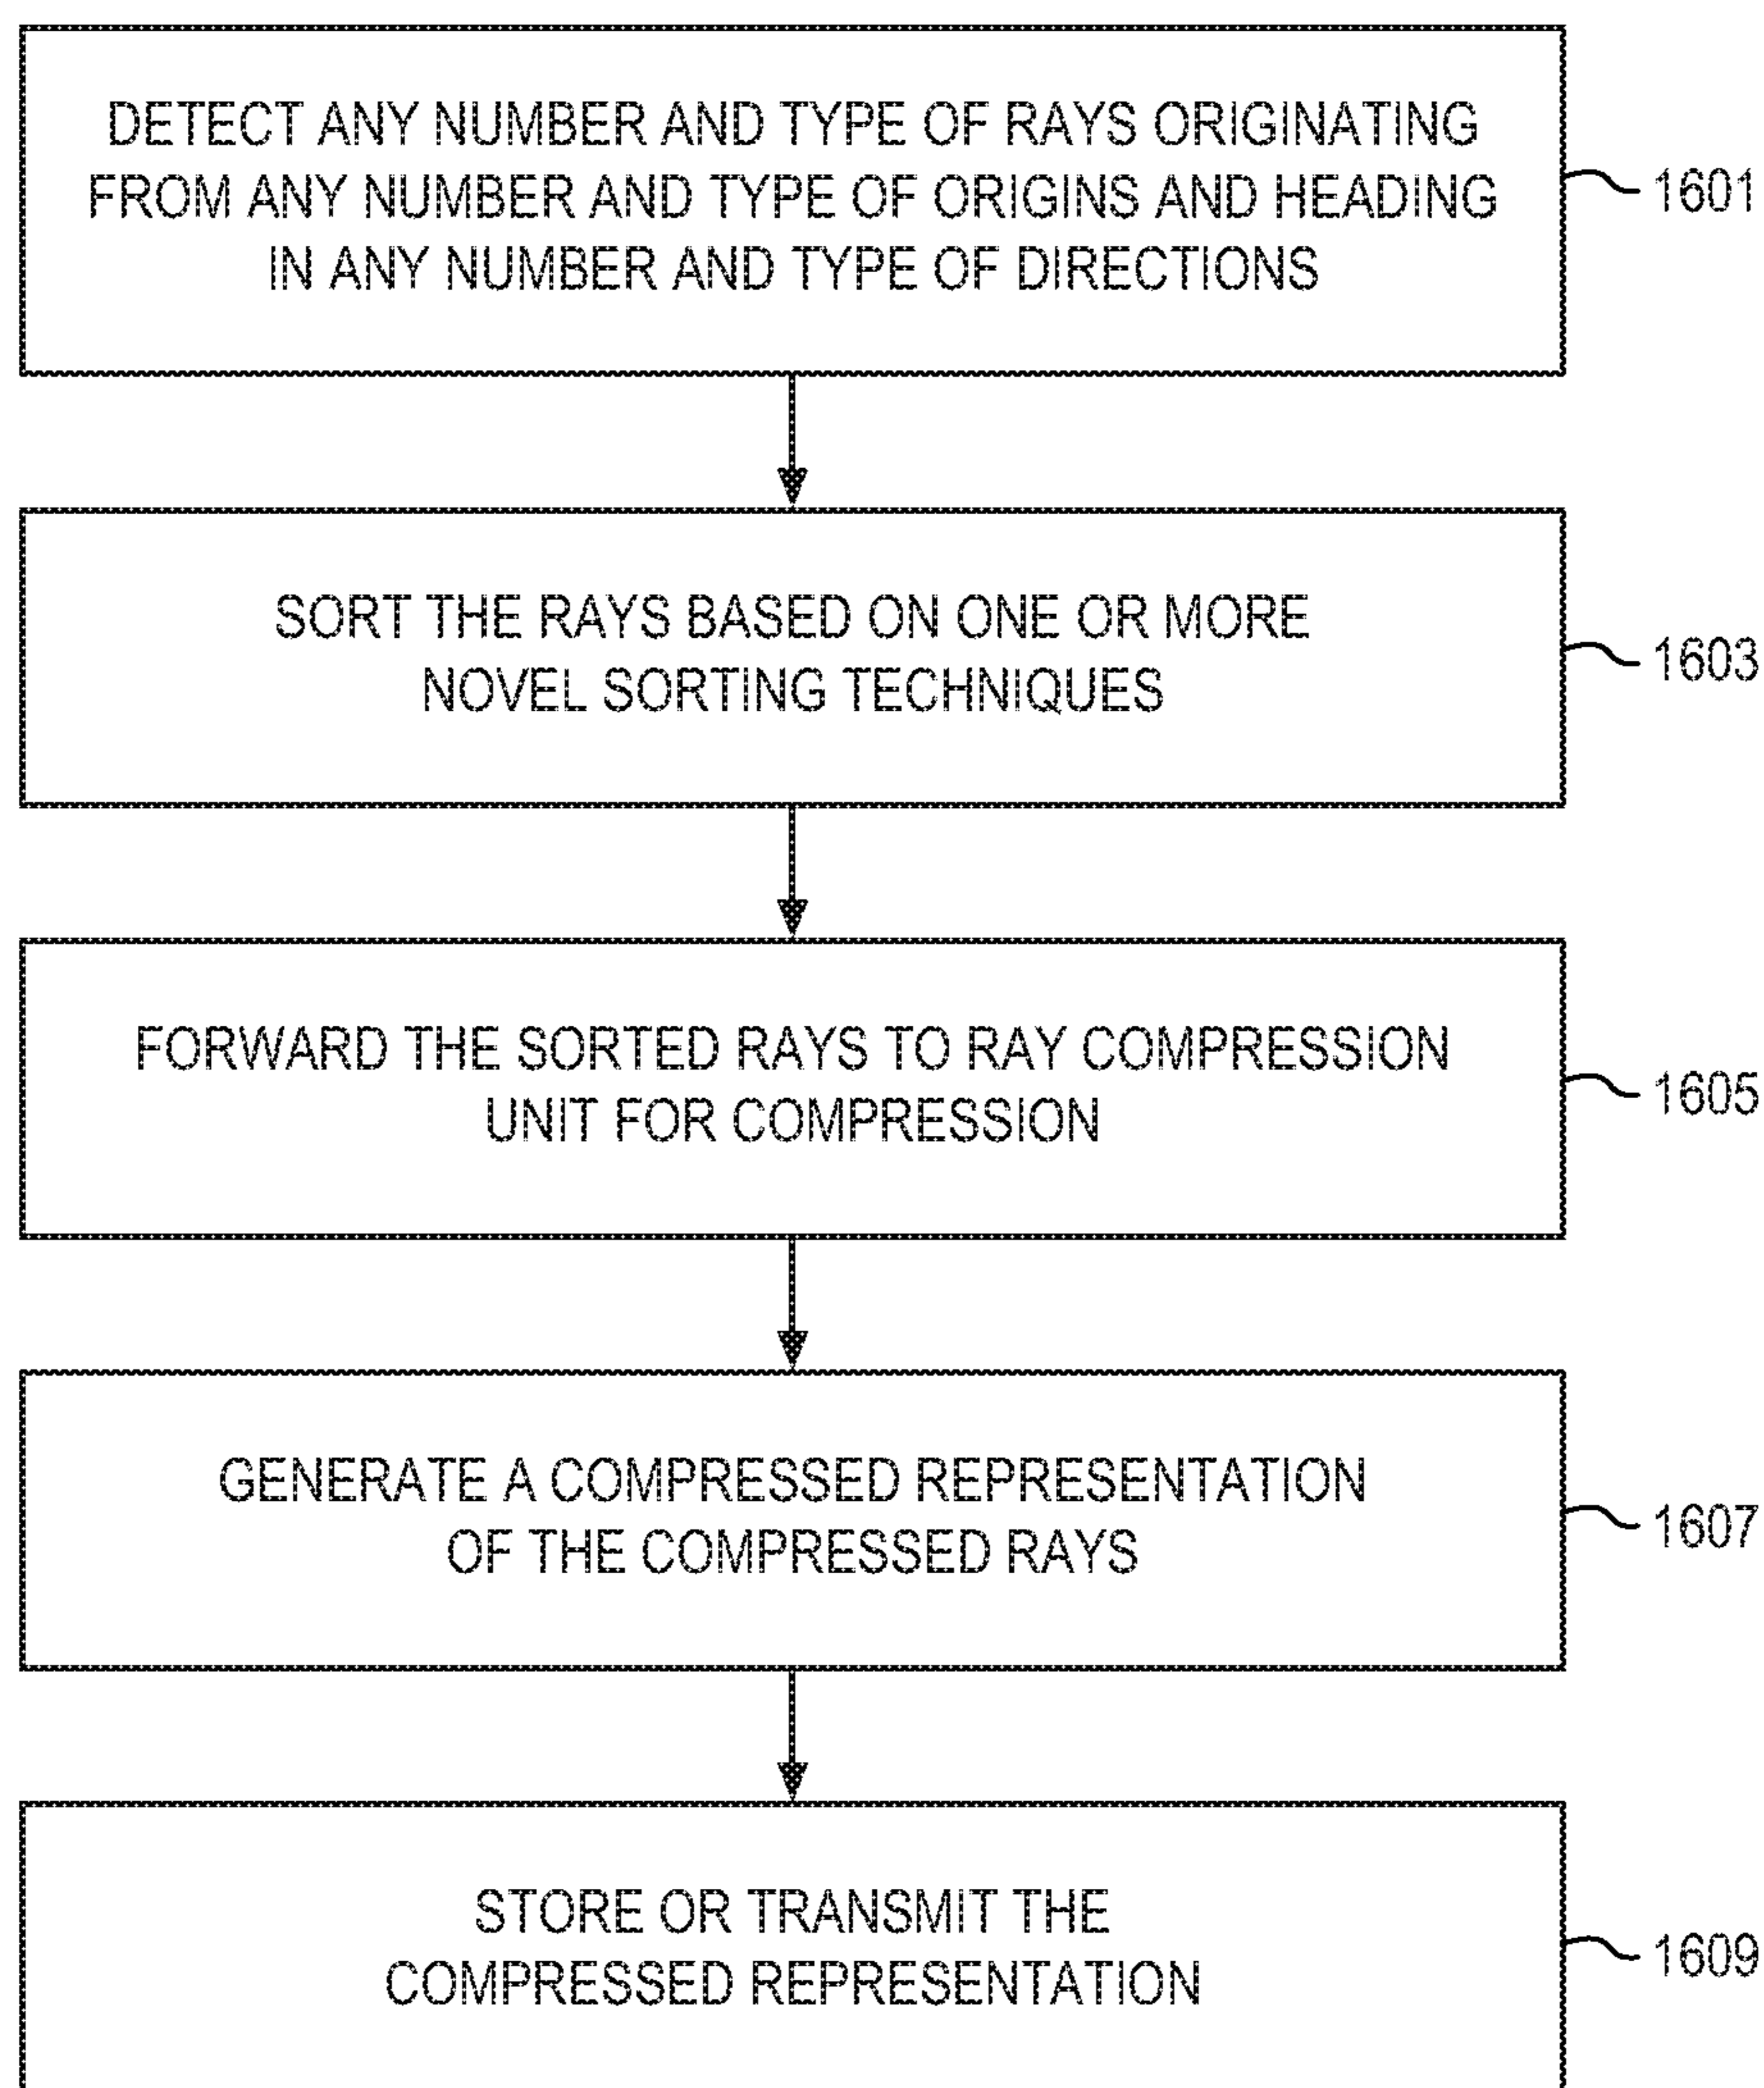 DETECT ANY NUMBER AND TYPE OF RAYS ORIGINATING
FROM ANY NUMBER AND TYPE OF ORIGINS AND HEADING
IN ANY NUMBER AND TYPE OF DIRECTIONS
1601
SORT THE RAYS BASED ON ONE OR MORE
NOVEL SORTING TECHNIQUES
1603
FORWARD THE SORTED RAYS TO RAY COMPRESSION
UNIT FOR COMPRESSION
1605
GENERATE A COMPRESSED REPRESENTATION
OF THE COMPRESSED RAYS
1607
STORE OR TRANSMIT THE
COMPRESSED REPRESENTATION
1609